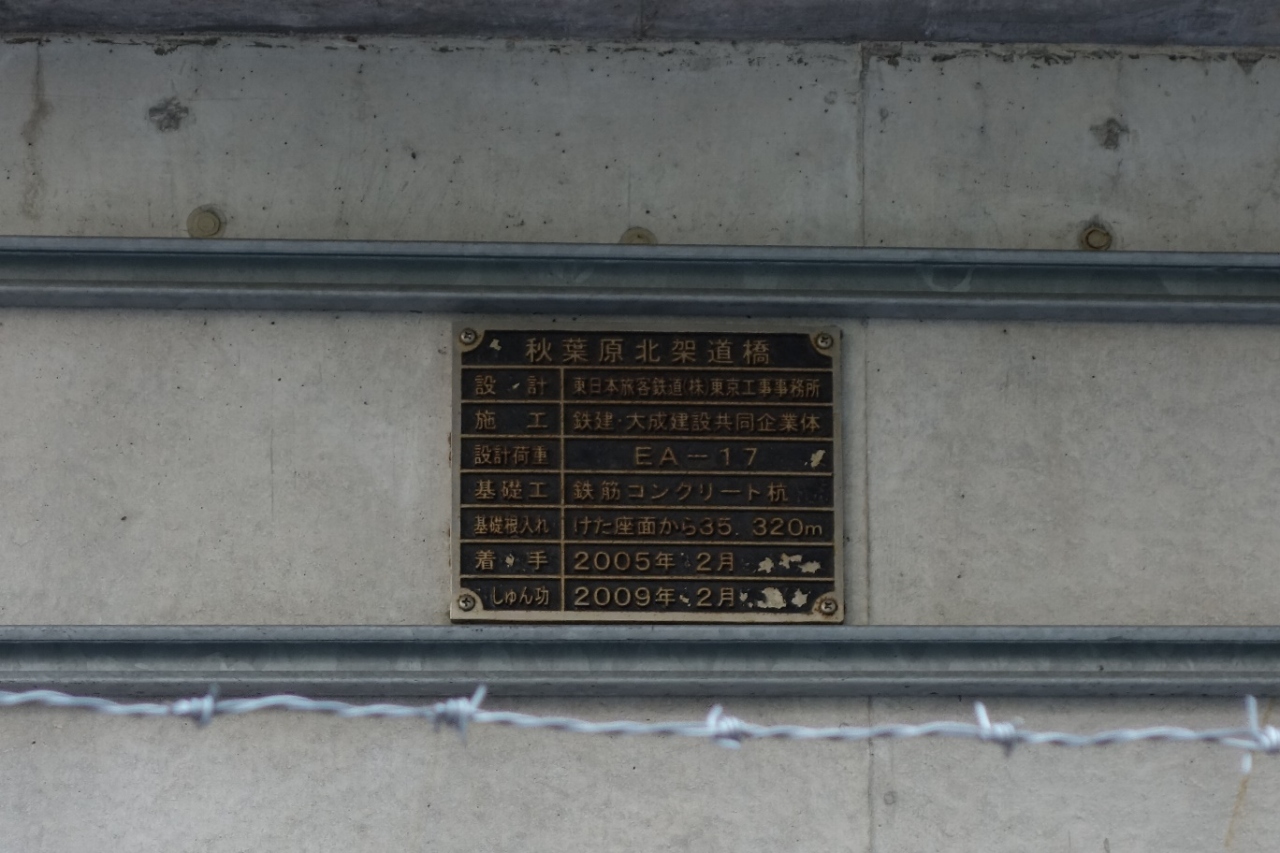 秋葉原北架道橋
設計 東日本旅客鉄道(株)東京工事事務所
施工 鉄建・大成建設共同企業体
設計荷重 EA-17
基礎工 鉄筋コンクリート杭
基礎根入れ けた座面から35.320m
着手 2005年 2月
しゅん功 2009年 2月